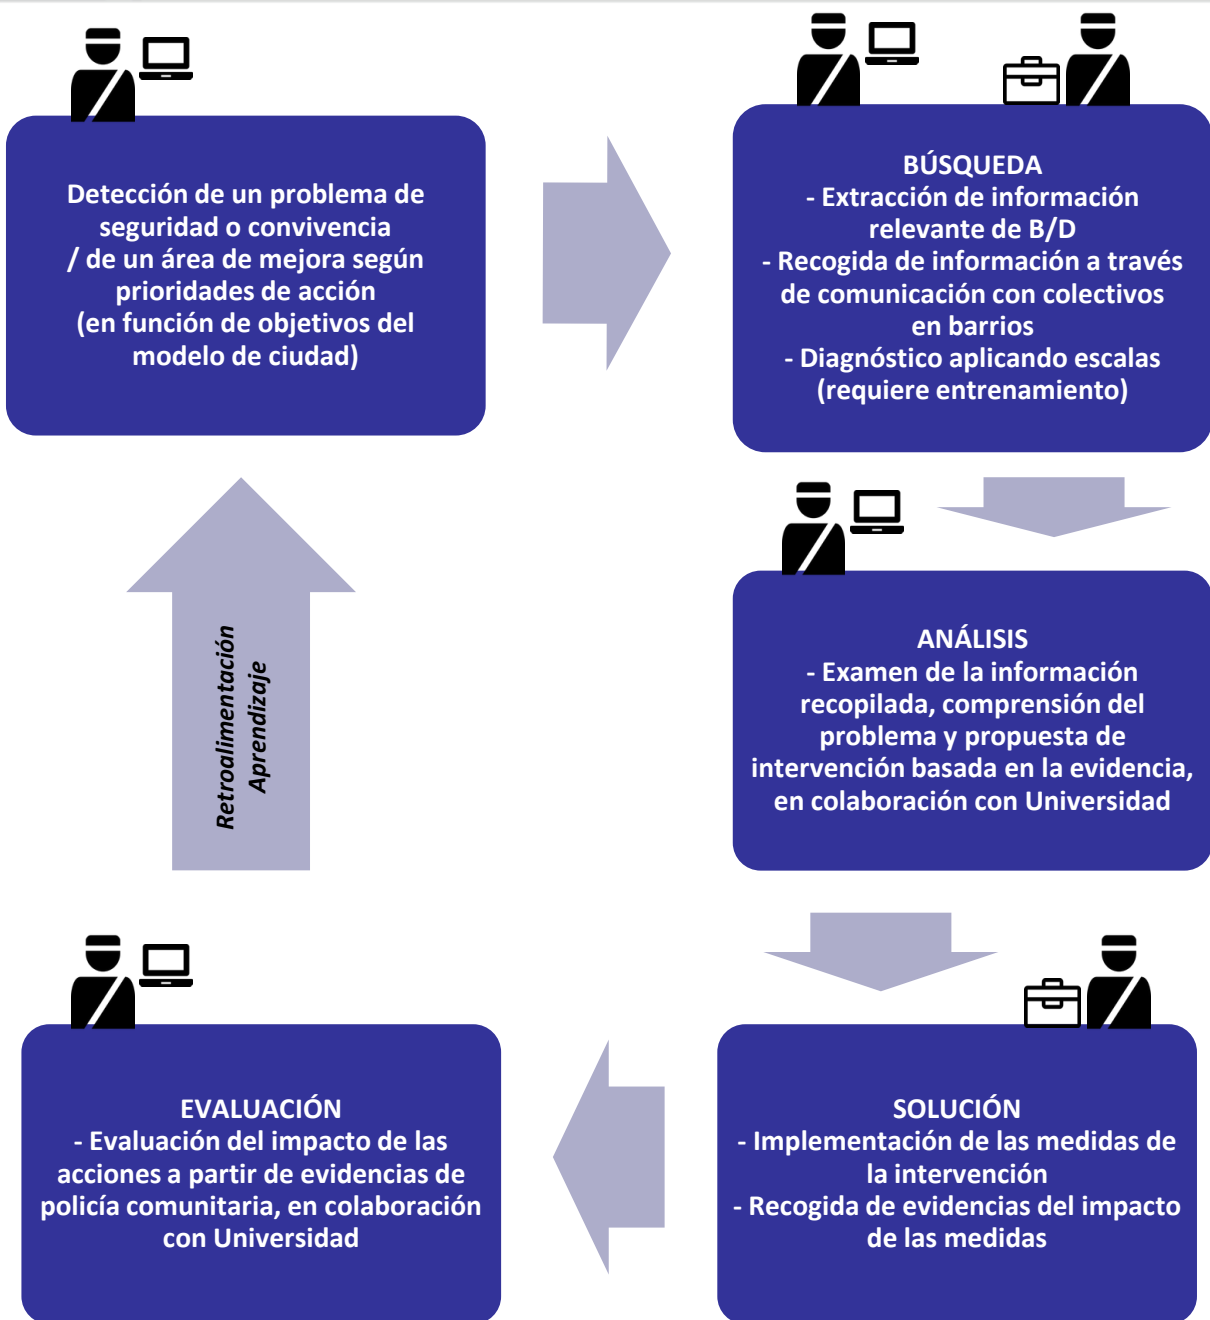 Detección de un problema de
seguridad o convivencia
/ de un área de mejora según
prioridades de acción
(en función de objetivos del
modelo de ciudad)
BÚSQUEDA
- Extracción de información
relevante de B/D
- Recogida de información a través
de comunicación con colectivos
en barrios
- Diagnóstico aplicando escalas
(requiere entrenamiento)
ANÁLISIS
- Examen de la información
recopilada, comprensión del
problema y propuesta de
intervención basada en la evidencia,
en colaboración con Universidad
SOLUCIÓN
- Implementación de las medidas de
la intervención
- Recogida de evidencias del impacto
de las medidas
EVALUACIÓN
- Evaluación del impacto de las
acciones a partir de evidencias de
policía comunitaria, en colaboración
con Universidad
Retroalimentación
Aprendizaje